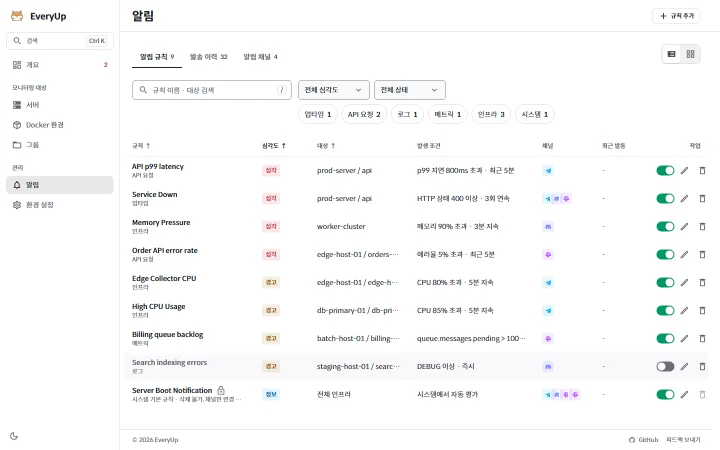 EveryUp
알림
규칙 추가
검색
Ctrl K
개요
2
모니터링 대상
서버
Docker 환경
그룹
관리
알림
환경 설정
알림 규칙 9
발송 이력 32
알림 채널 4
규칙 이름 · 대상 검색
/
전체 심각도
전체 상태
업타임 1
API 요청 2
로그 1
메트릭 1
인프라 3
시스템 1
규칙 ↑ 심각도 ↑ 대상 ↑ 발생 조건 채널 최근 발동 작업
API p99 latency 심각 prod-server / api p99 지연 800ms 초과 · 최근 5분 –
API 요청
Service Down 심각 prod-server / api HTTP 상태 400 이상 · 3회 연속 –
업타임
Memory Pressure 심각 worker-cluster 메모리 90% 초과 · 3분 지속 –
인프라
Order API error rate 심각 edge-host-01 / orders-··· 에러율 5% 초과 · 최근 5분 –
API 요청
Edge Collector CPU 경고 edge-host-01 / edge-h··· CPU 80% 초과 · 5분 지속 –
인프라
High CPU Usage 경고 db-primary-01 / db-pri··· CPU 85% 초과 · 5분 지속 –
인프라
Billing queue backlog 경고 batch-host-01 / billing-··· queue.messages.pending > 100··· –
메트릭
Search indexing errors 경고 staging-host-01 / searc··· DEBUG 이상 · 즉시 –
로그
Server Boot Notification 정보 전체 인프라 시스템에서 자동 평가 –
시스템 기본 규칙 · 삭제 불가, 채널만 변경 ···
© 2026 EveryUp
GitHub
피드백 보내기